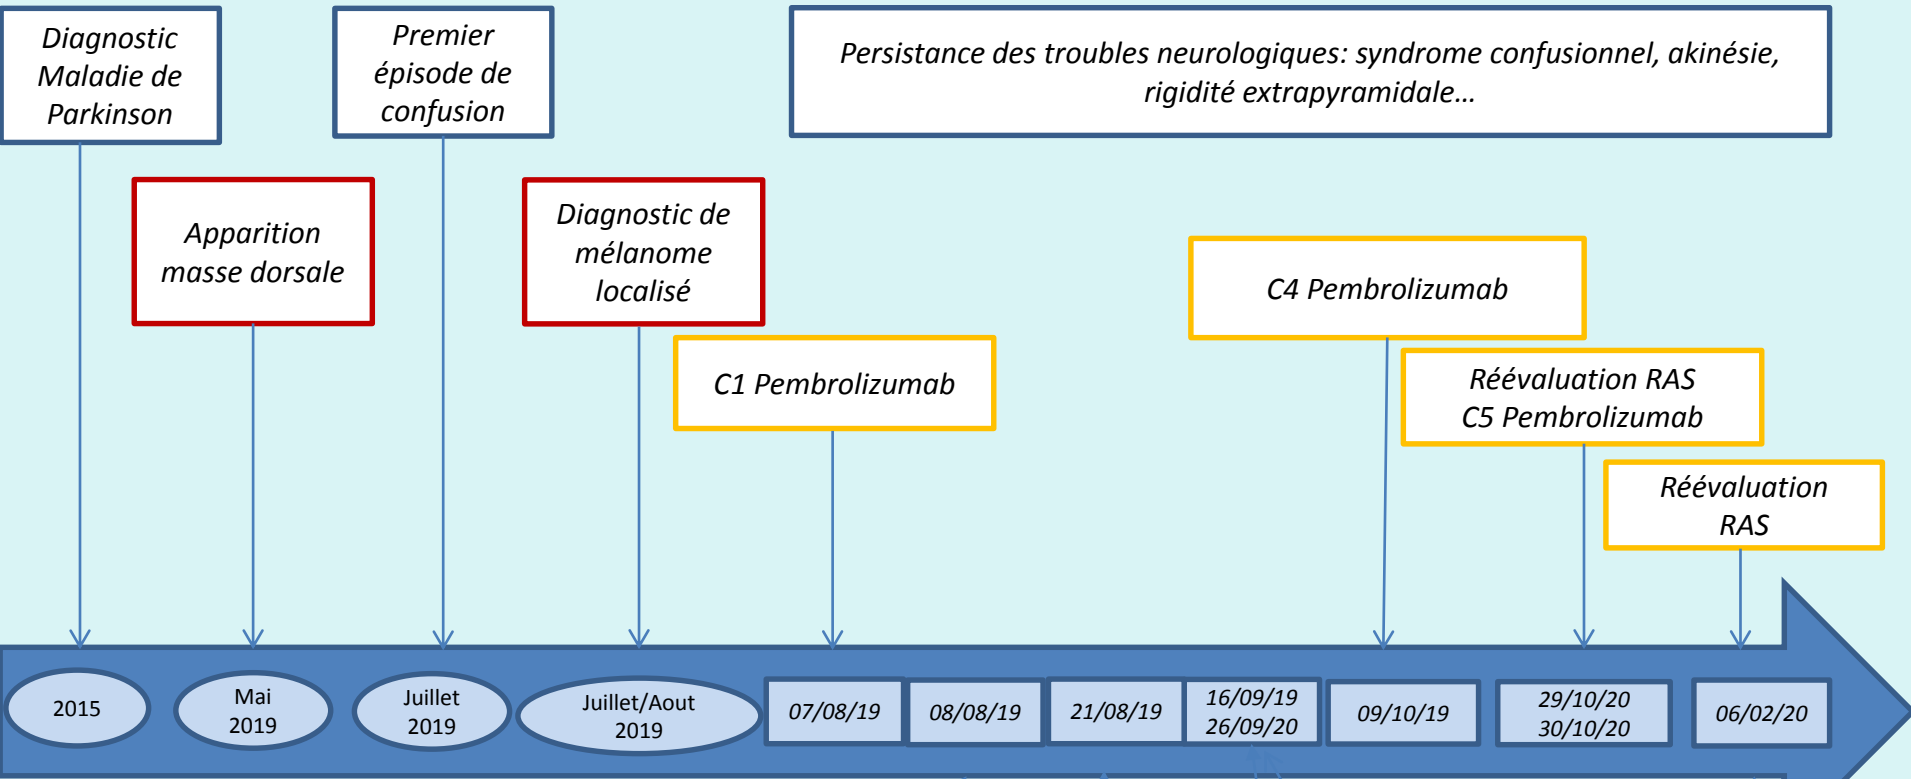 Diagnostic
Maladie de
Parkinson
Premier
épisode de
confusion
Persistance des troubles neurologiques: syndrome confusionnel, akinésie,
rigidité extrapyramidale...
Apparition
masse dorsale
Diagnostic de
mélanome
localisé
C4 Pembrolizumab
C1 Pembrolizumab
Réévaluation RAS
C5 Pembrolizumab
Réévaluation
RAS
2015
Mai
2019
Juillet
2019
Juillet/Aout
2019
07/08/19
08/08/19
21/08/19
16/09/19
26/09/20
09/10/19
29/10/20
30/10/20
06/02/20